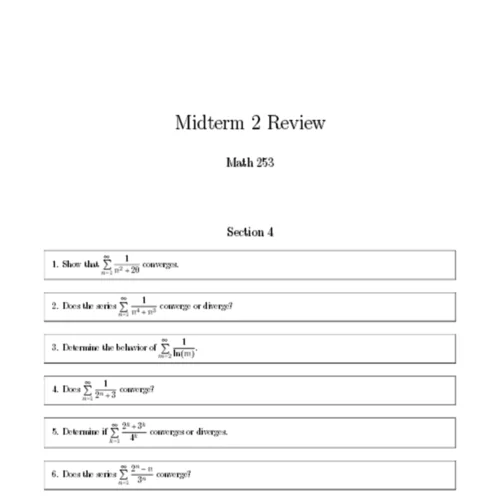 Midterm 2 Review
Math 253
Section 4
1. Show that \sum_{n=1}^{\infty} \frac{1}{n^2+20} converges.
2. Does the series \sum_{n=1}^{\infty} \frac{1}{n^4+n^2} converge or diverge?
3. Determine the behavior of \sum_{m=2}^{\infty} \frac{1}{\ln(m)}.
4. Does \sum_{n=1}^{\infty} \frac{1}{2^n+3} converge?
5. Determine if \sum_{k=1}^{\infty} \frac{2^k+3^k}{4^k} converges or diverges.
6. Does the series \sum_{n=1}^{\infty} \frac{2^n-n}{3^n} converge?